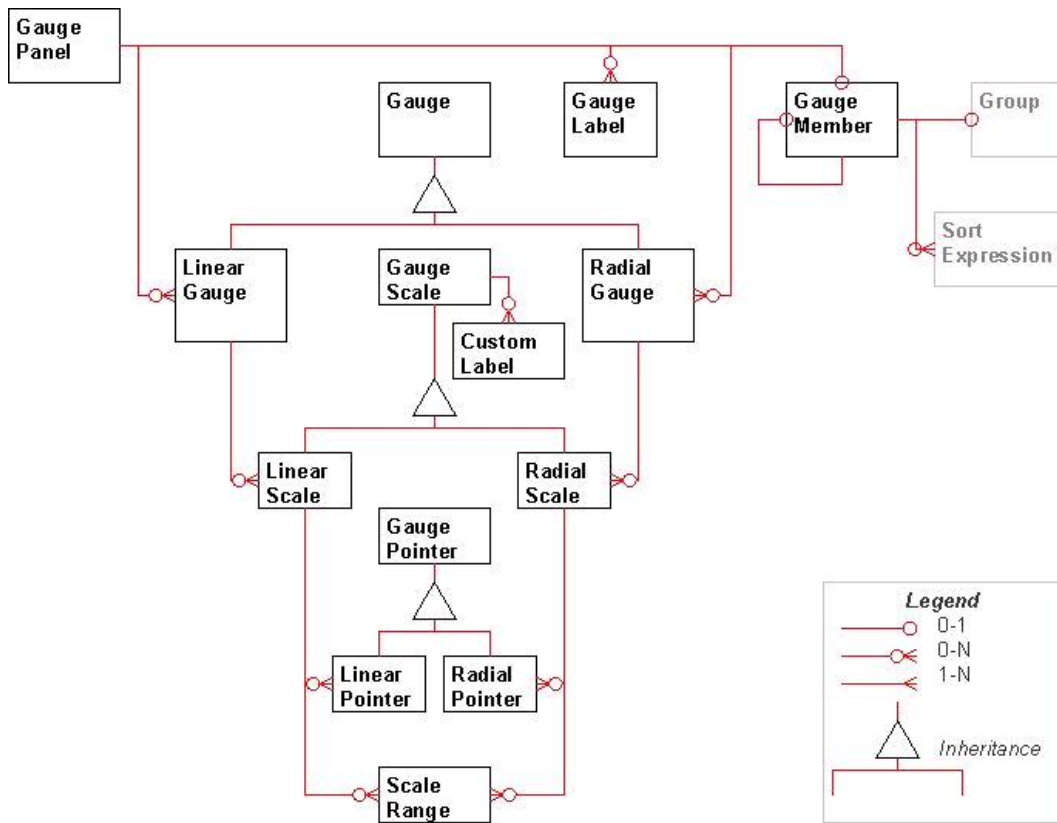 Gauge
Panel
Gauge
Gauge
Label
Gauge
Member
Group
Sort
Expression
Linear
Gauge
Gauge
Scale
Radial
Gauge
Custom
Label
Linear
Scale
Radial
Scale
Gauge
Pointer
Linear
Pointer
Radial
Pointer
Scale
Range
Legend
0-1
0-N
1-N
Inheritance